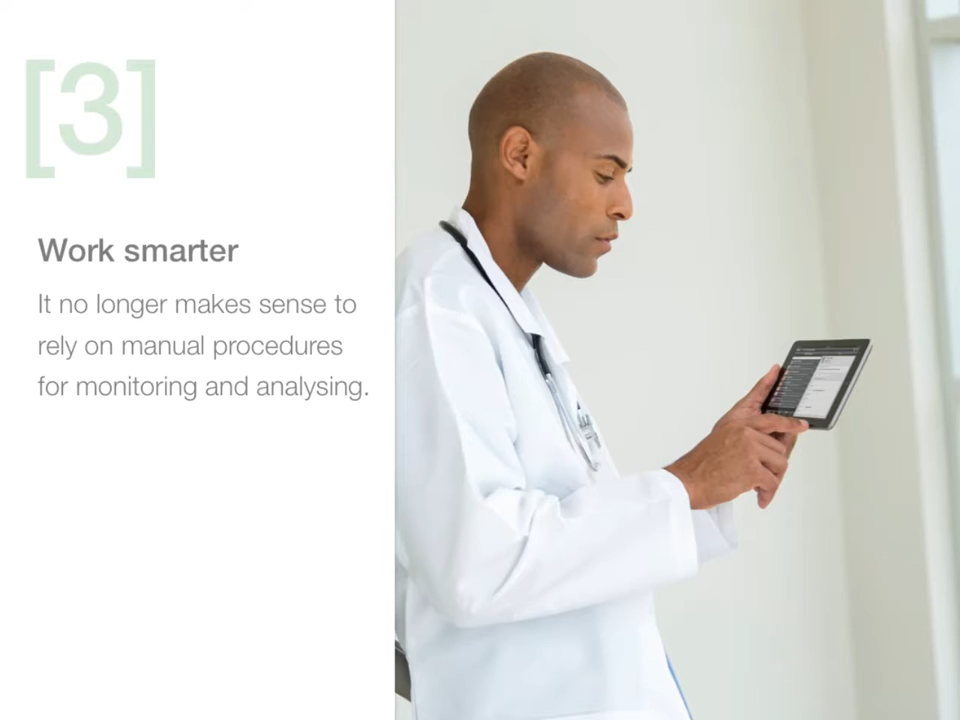 [3]
Work smarter
It no longer makes sense to
rely on manual procedures
for monitoring and analysing.